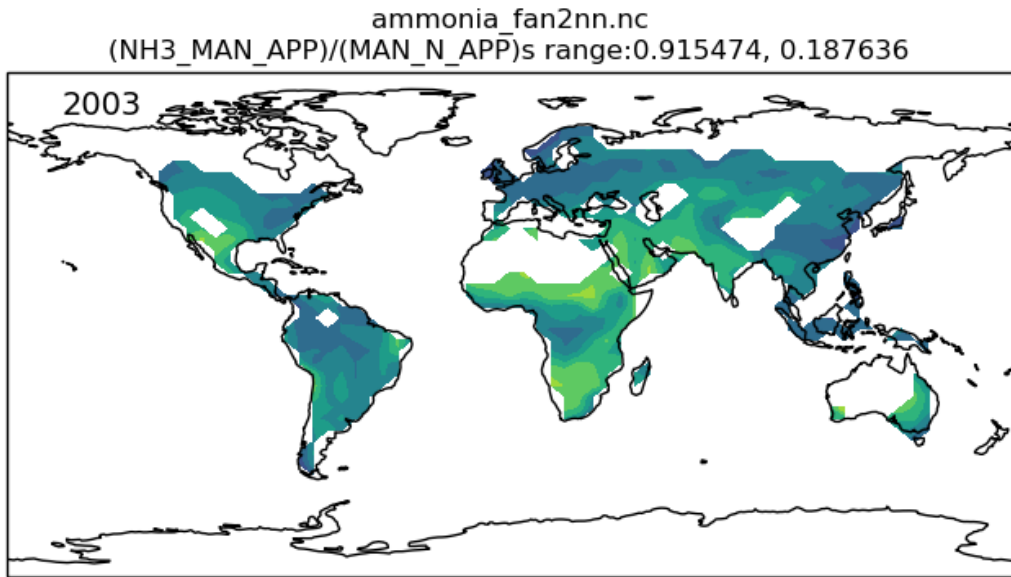 ammonia_fan2nn.nc
(NH3_MAN_APP)/(MAN_N_APP)s range:0.915474, 0.187636
2003